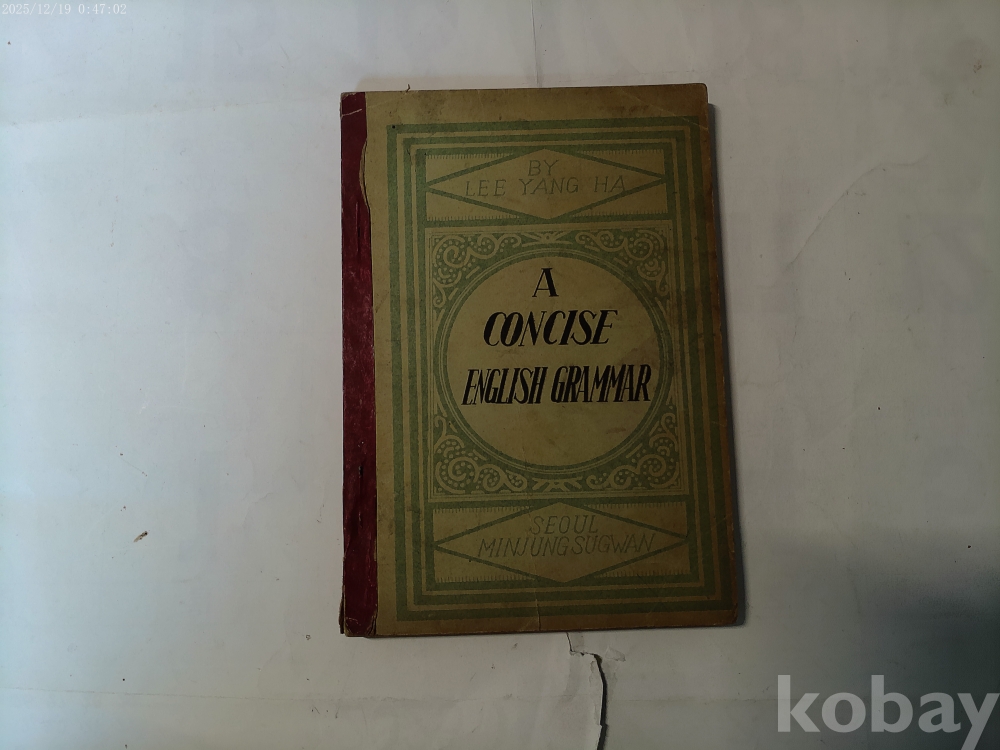 2025/12/19 0:47:02
BY
LEE YANG HA
A
CONCISE
ENGLISH GRAMMAR
SEOUL
MINJUNGSUGWAN
kobay